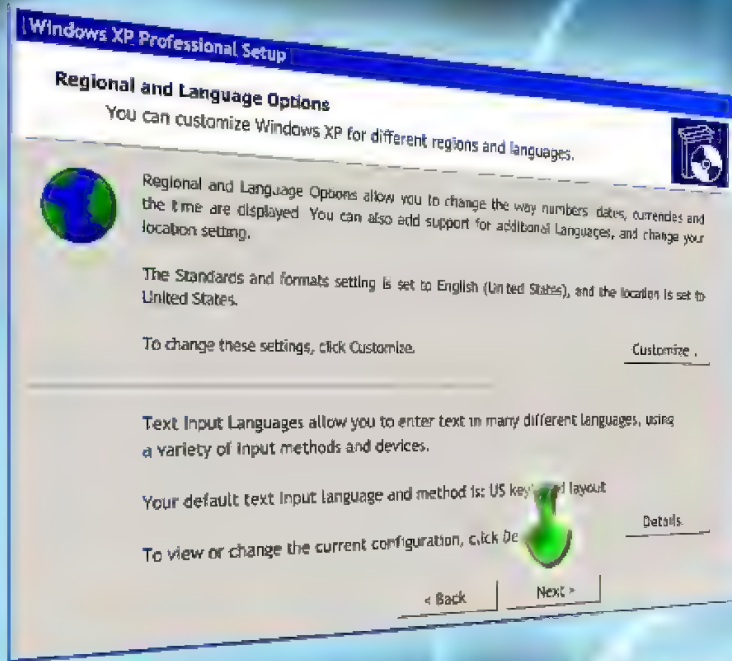 Windows XP Professional Setup
Regional and Language Options
You can customize Windows XP for different regions and languages.
Regional and Language Options allow you to change the way numbers dates, currencies and
the time are displayed You can also add support for additional Languages, and change your
location setting.
The Standards and formats setting is set to English (United States), and the location is set to
United States.
To change these settings, click Customize.
Customize .
Text Input Languages allow you to enter text in many different languages, using
a variety of input methods and devices.
Your default text input language and method is: US layout
To view or change the current configuration, click
Details
< Back
Next >